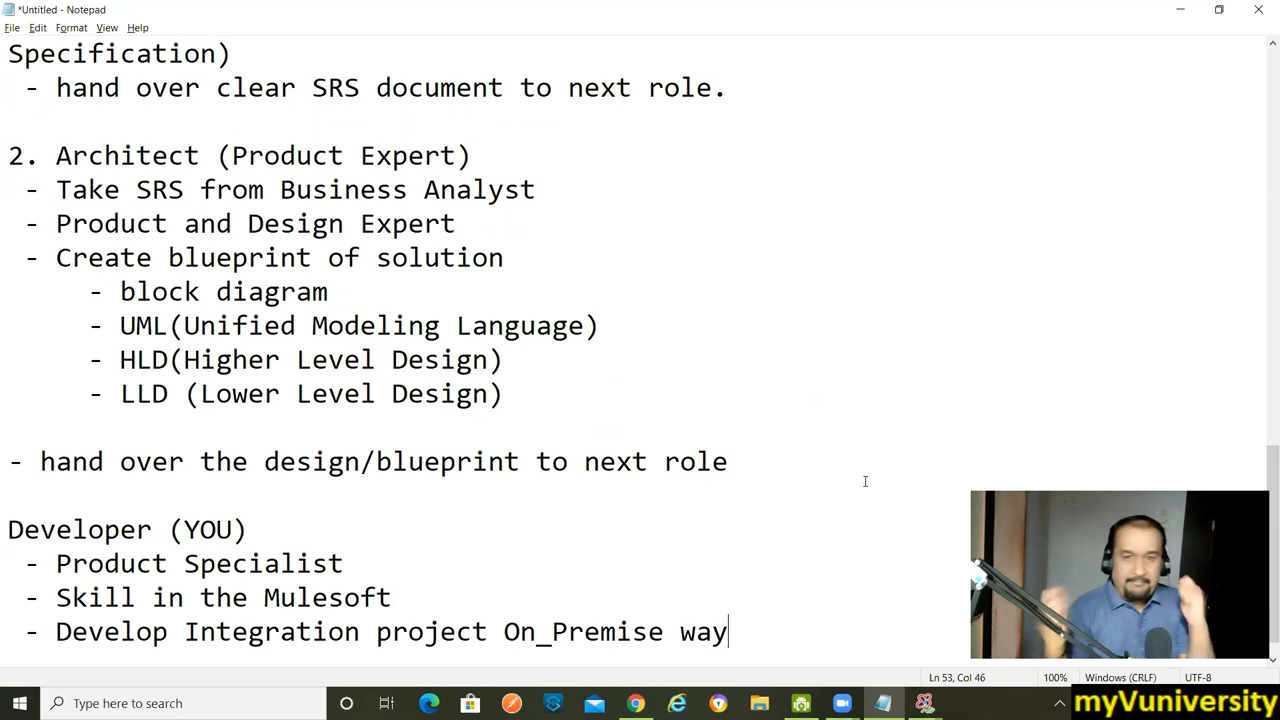 *Untitled - Notepad
File Edit Format View Help
Specification)
- hand over clear SRS document to next role.
2. Architect (Product Expert)
- Take SRS from Business Analyst
- Product and Design Expert
- Create blueprint of solution
- block diagram
- UML(Unified Modeling Language)
- HLD(Higher Level Design)
- LLD (Lower Level Design)
- hand over the design/blueprint to next role
Developer (YOU)
- Product Specialist
- Skill in the Mulesoft
- Develop Integration project On_Premise way
Ln 53, Col 46 100% Windows (CRLF) UTF-8
Type here to search
myVuniversity